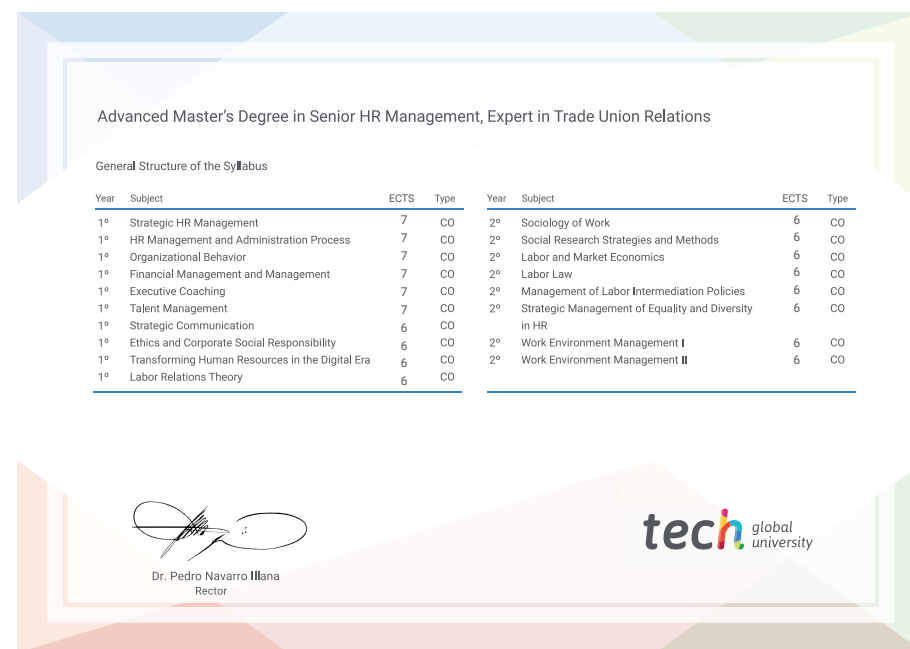 Advanced Master's Degree in Senior HR Management, Expert in Trade Union Relations
General Structure of the Syllabus
Year Subject ECTS Type
1º Strategic HR Management 7 CO
1º HR Management and Administration Process 7 CO
1º Organizational Behavior 7 CO
1º Financial Management and Management 7 CO
1º Executive Coaching 7 CO
1º Talent Management 7 CO
1º Strategic Communication 6 CO
1º Ethics and Corporate Social Responsibility 6 CO
1º Transforming Human Resources in the Digital Era 6 CO
1º Labor Relations Theory 6 CO
Year Subject ECTS Type
2º Sociology of Work 6 CO
2º Social Research Strategies and Methods 6 CO
2º Labor and Market Economics 6 CO
2º Labor Law 6 CO
2º Management of Labor Intermediation Policies 6 CO
2º Strategic Management of Equality and Diversity 6 CO
in HR
2º Work Environment Management I 6 CO
2º Work Environment Management II 6 CO
Dr. Pedro Navarro Illana
Rector
tech global
university